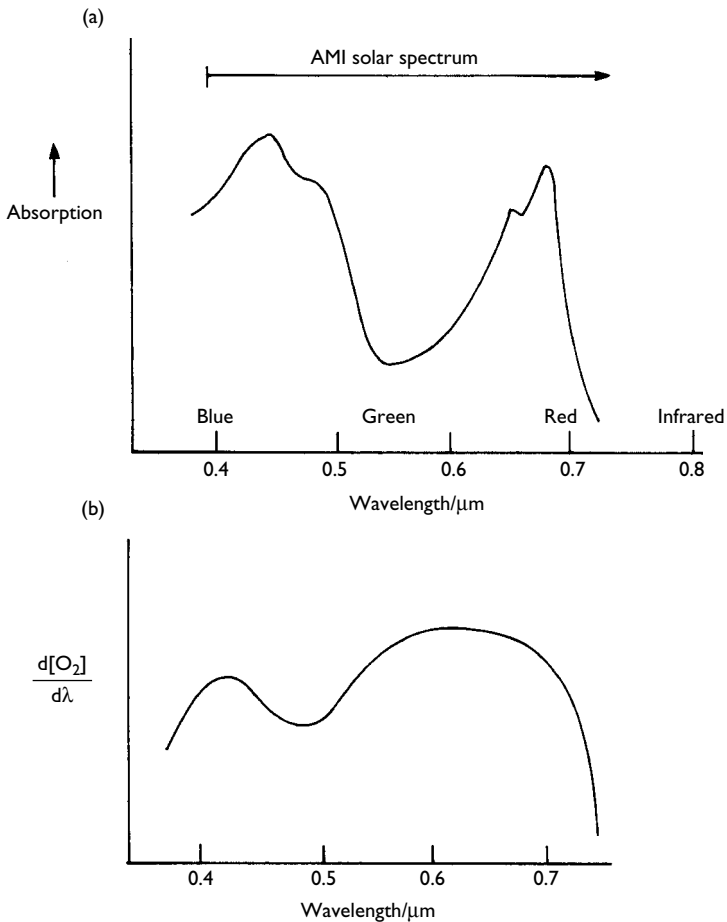 (a)
AMI solar spectrum
Absorption
Blue Green Red Infrared
0.4 0.5 0.6 0.7 0.8
Wavelength/μm
(b)
d[O₂]
dλ
0.4 0.5 0.6 0.7
Wavelength/μm